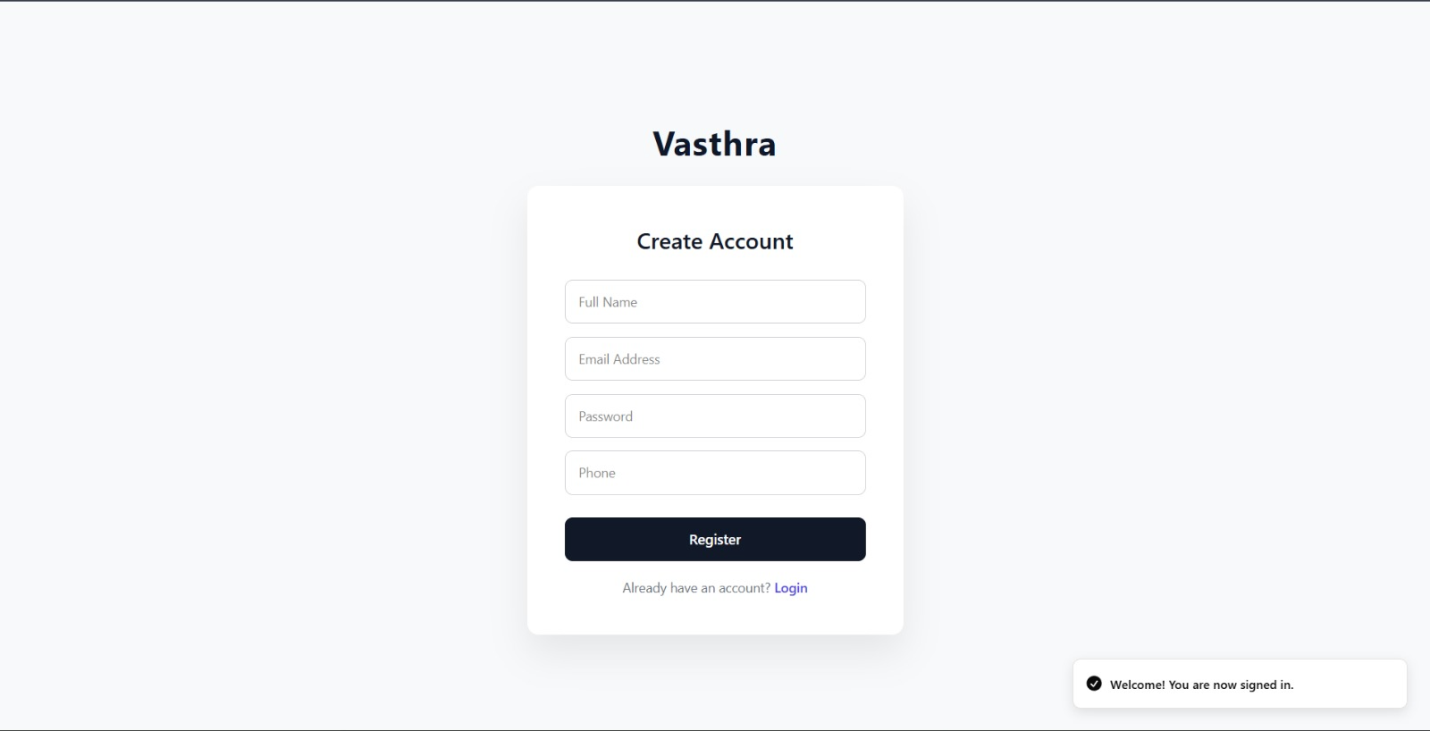 Vasthra
Create Account
Full Name
Email Address
Password
Phone
Register
Already have an account? Login
Welcome! You are now signed in.